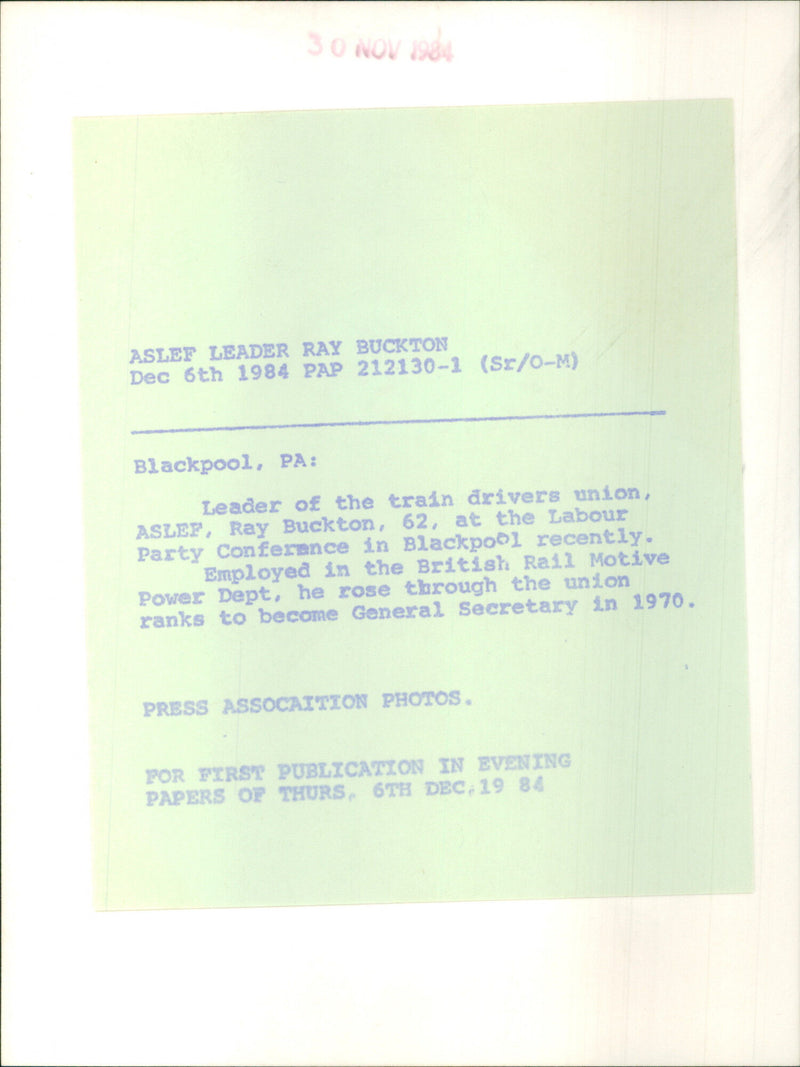 30 NOV 1984
ASLEF LEADER RAY BUCKTON
Dec 6th 1984 PAP 212130-1 (Sr/O-M)
Blackpool, PA:
Leader of the train drivers union,
ASLEF, Ray Buckton, 62, at the Labour
Party Conference in Blackpool recently.
Employed in the British Rail Motive
Power Dept, he rose through the union
ranks to become General Secretary in 1970.
PRESS ASSOCAITION PHOTOS.
FOR FIRST PUBLICATION IN EVENING
PAPERS OF THURS, 6TH DEC,19 84